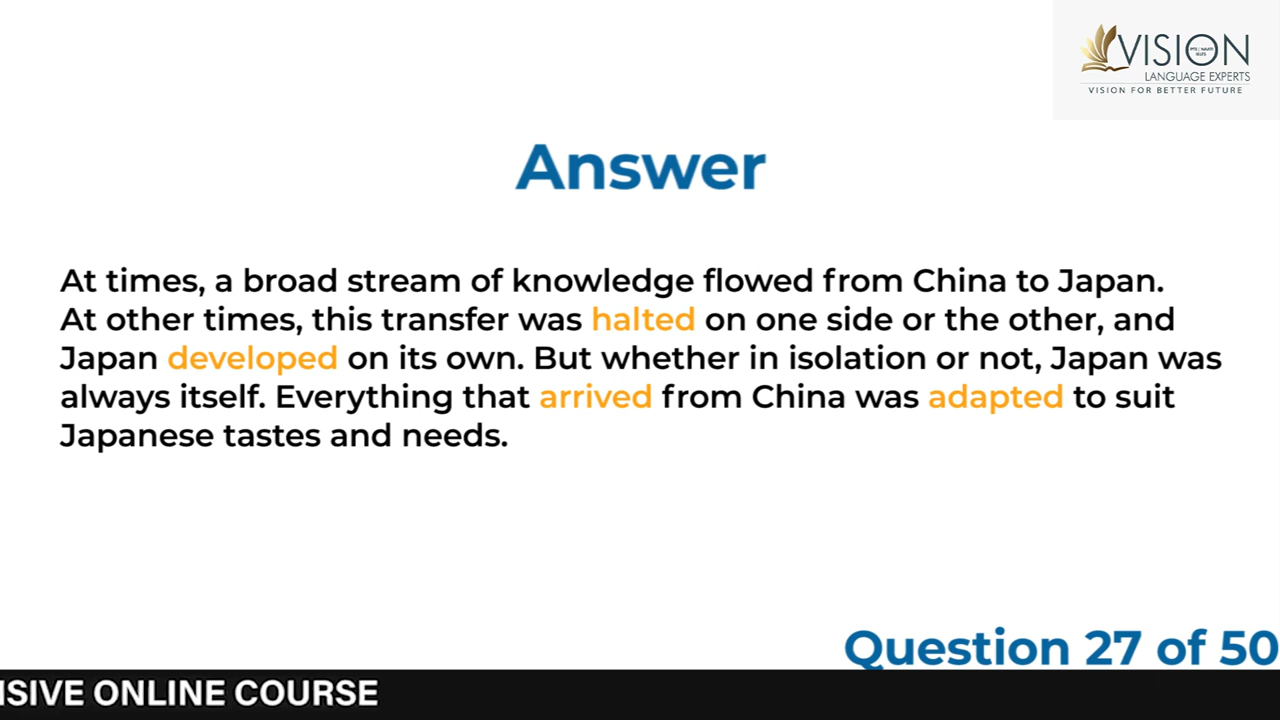 VISION
LANGUAGE EXPERTS
VISION FOR BETTER FUTURE
Answer
At times, a broad stream of knowledge flowed from China to Japan.
At other times, this transfer was halted on one side or the other, and
Japan developed on its own. But whether in isolation or not, Japan was
always itself. Everything that arrived from China was adapted to suit
Japanese tastes and needs.
Question 27 of 50
SIVE ONLINE COURSE